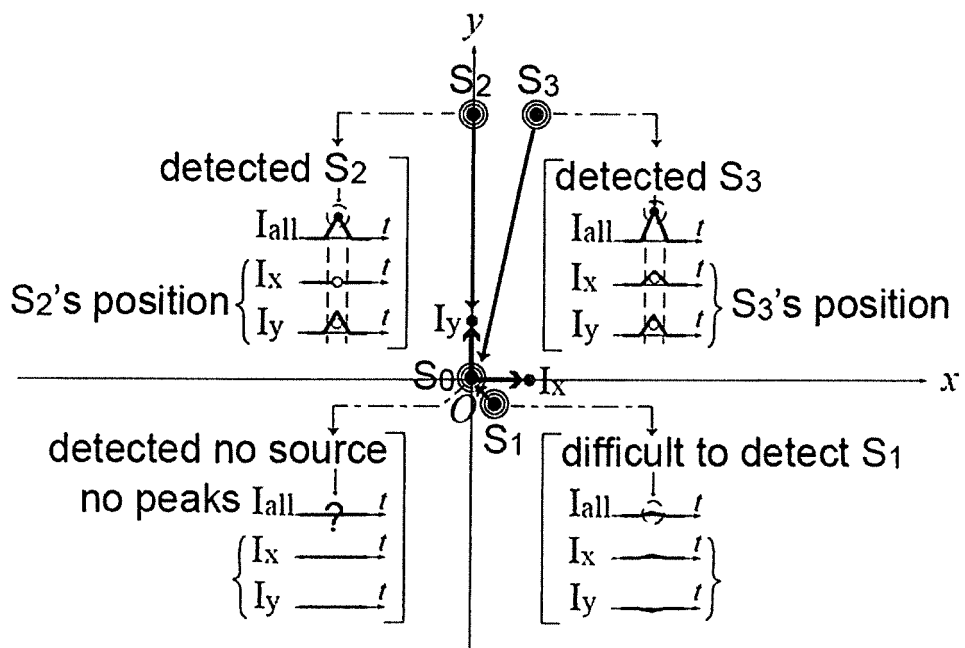 y
S2 S3
detected S2
Iall t
Ix t
Iy t
S2's position
detected S3
Iall t
Ix t
Iy t
S3's position
Iy
S0 Ix x
O
S1
detected no source
no peaks Iall ? t
Ix t
Iy t
difficult to detect S1
Iall t
Ix t
Iy t